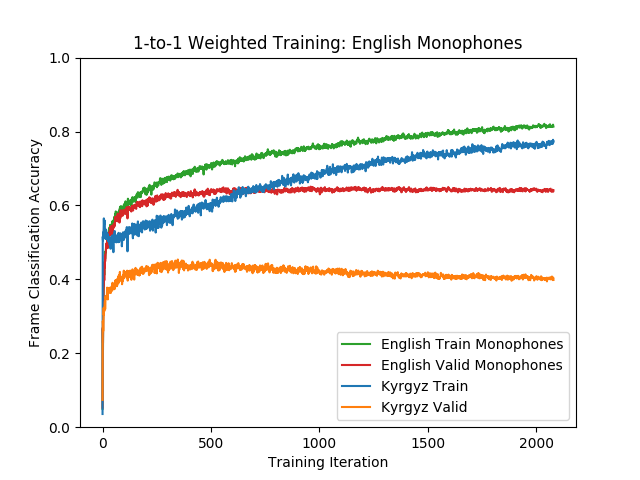 1-to-1 Weighted Training: English Monophones
Frame Classification Accuracy
1.0
0.8
0.6
0.4
0.2
0.0
English Train Monophones
English Valid Monophones
Kyrgyz Train
Kyrgyz Valid
0 500 1000 1500 2000
Training Iteration